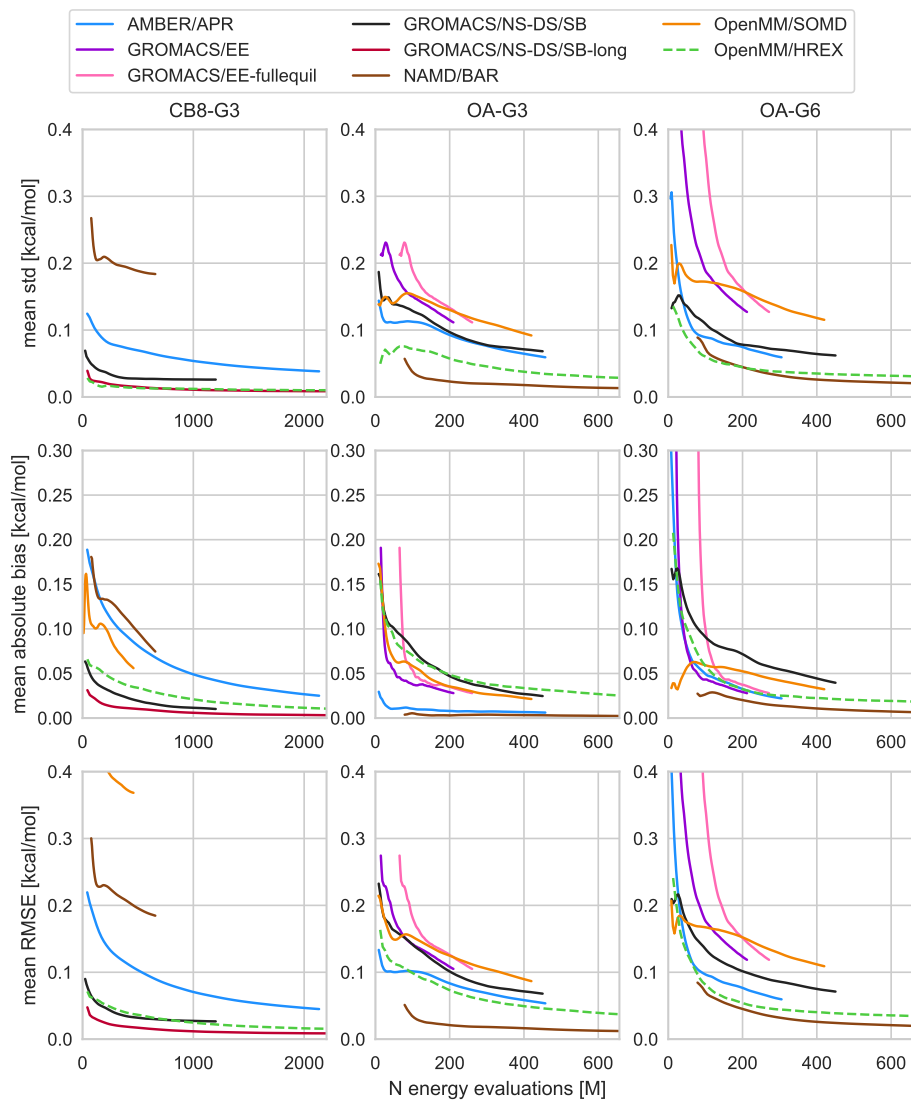 AMBER/APR GROMACS/NS-DS/SB OpenMM/SOMD
GROMACS/EE GROMACS/NS-DS/SB-long OpenMM/HREX
GROMACS/EE-fullequil NAMD/BAR
CB8-G3 OA-G3 OA-G6
mean std [kcal/mol]
0.4 0.4 0.4
0.3 0.3 0.3
0.2 0.2 0.2
0.1 0.1 0.1
0.0 0.0 0.0
0 1000 2000 0 200 400 600 0 200 400 600
mean absolute bias [kcal/mol]
0.30 0.30 0.30
0.25 0.25 0.25
0.20 0.20 0.20
0.15 0.15 0.15
0.10 0.10 0.10
0.05 0.05 0.05
0.00 0.00 0.00
0 1000 2000 0 200 400 600 0 200 400 600
mean RMSE [kcal/mol]
0.4 0.4 0.4
0.3 0.3 0.3
0.2 0.2 0.2
0.1 0.1 0.1
0.0 0.0 0.0
0 1000 2000 0 200 400 600 0 200 400 600
N energy evaluations [M]